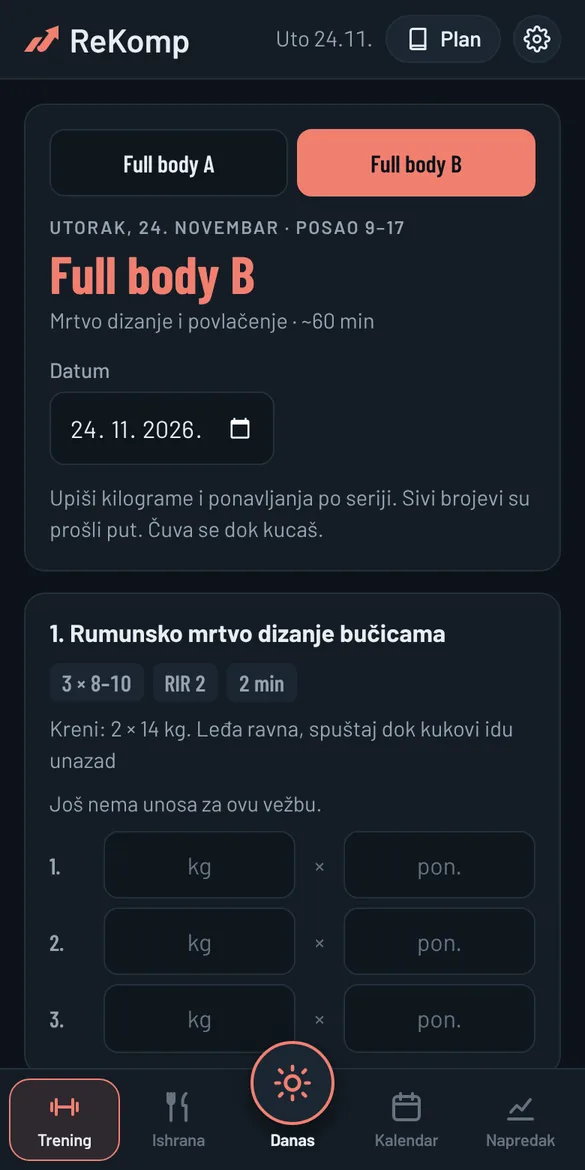 ReKomp
Uto 24.11.
Plan
Full body A
Full body B
UTORAK, 24. NOVEMBAR · POSAO 9–17
Full body B
Mrtvo dizanje i povlačenje · ~60 min
Datum
24. 11. 2026.
Upiši kilograme i ponavljanja po seriji. Sivi brojevi su
prošli put. Čuva se dok kucaš.
1. Rumunsko mrtvo dizanje bučicama
3 × 8–10
RIR 2
2 min
Kreni: 2 × 14 kg. Leđa ravna, spuštaj dok kukovi idu
unazad
Još nema unosa za ovu vežbu.
1. kg × pon.
2. kg × pon.
3. kg × pon.
Trening
Ishrana
Danas
Kalendar
Napredak